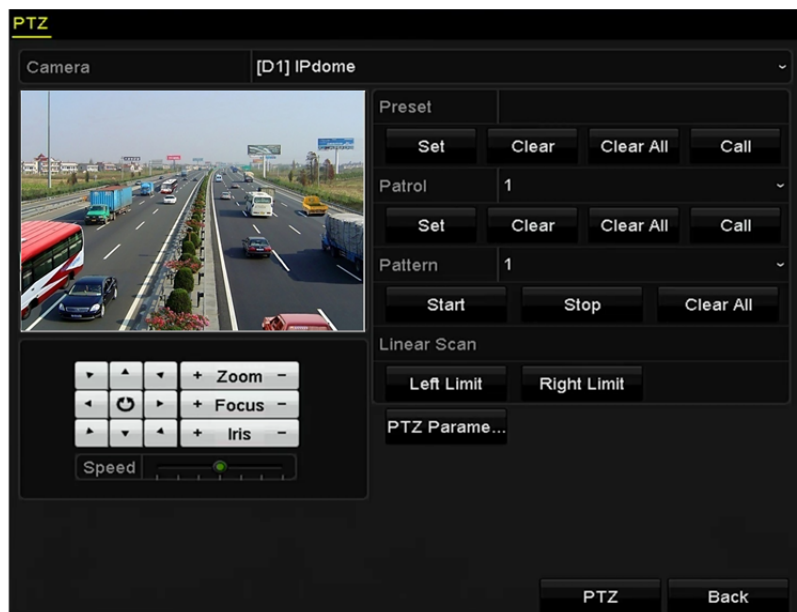 PTZ
Camera [D1] IPdome
Preset
Set Clear Clear All Call
Patrol 1
Set Clear Clear All Call
Pattern 1
Start Stop Clear All
Linear Scan
Left Limit Right Limit
PTZ Parame...
+ Zoom -
+ Focus -
+ Iris -
Speed
PTZ Back